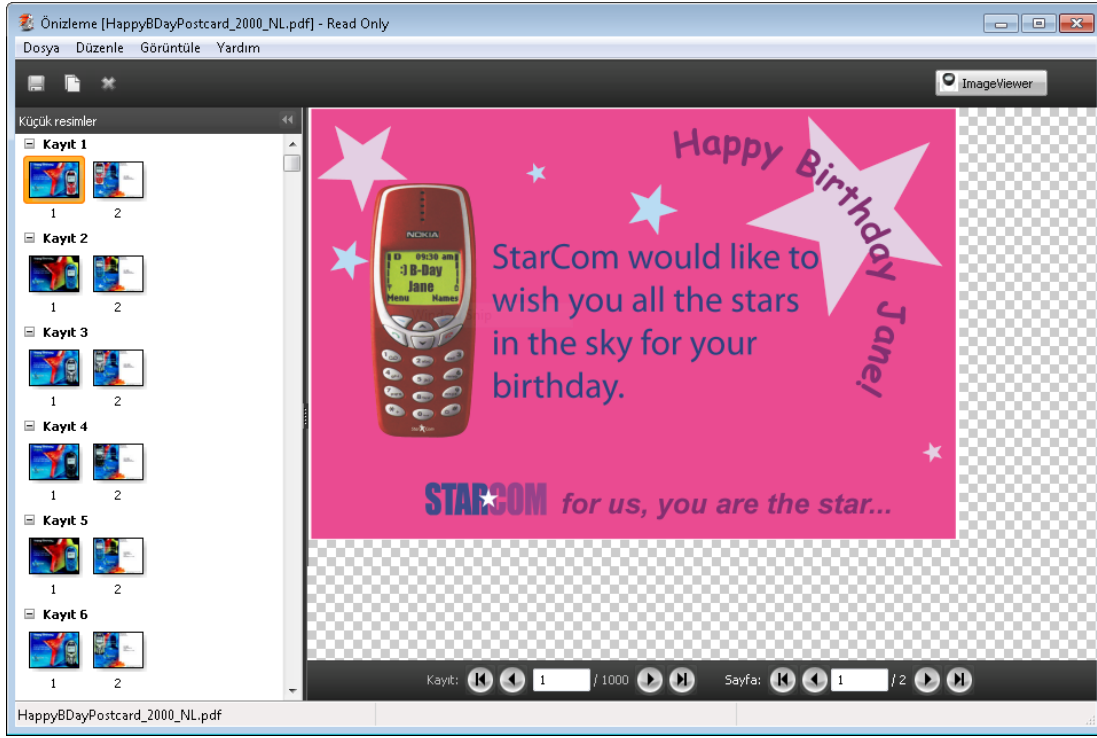 Önizleme [HappyBDayPostcard_2000_NL.pdf] - Read Only
Dosya Düzenle Görüntüle Yardım
ImageViewer
Küçük resimler
Kayıt 1
1 2
Kayıt 2
1 2
Kayıt 3
1 2
Kayıt 4
1 2
Kayıt 5
1 2
Kayıt 6
1 2
Happy Birthday Jane!
NOKIA
09:30 am
:) B-Day
Jane
Menu Names
StarCom would like to
wish you all the stars
in the sky for your
birthday.
STARCOM for us, you are the star...
Kayıt: 1 / 1000 Sayfa: 1 / 2
HappyBDayPostcard_2000_NL.pdf